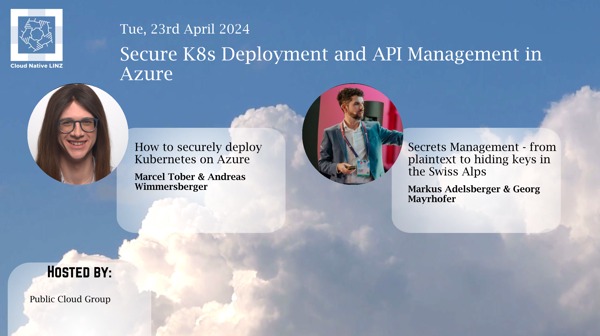 Cloud Native LINZ
Tue, 23rd April 2024
Secure K8s Deployment and API Management in
Azure
How to securely deploy
Kubernetes on Azure
Marcel Tober & Andreas
Wimmersberger
Secrets Management - from
plaintext to hiding keys in
the Swiss Alps
Markus Adelsberger & Georg
Mayrhofer
Hosted by:
Public Cloud Group